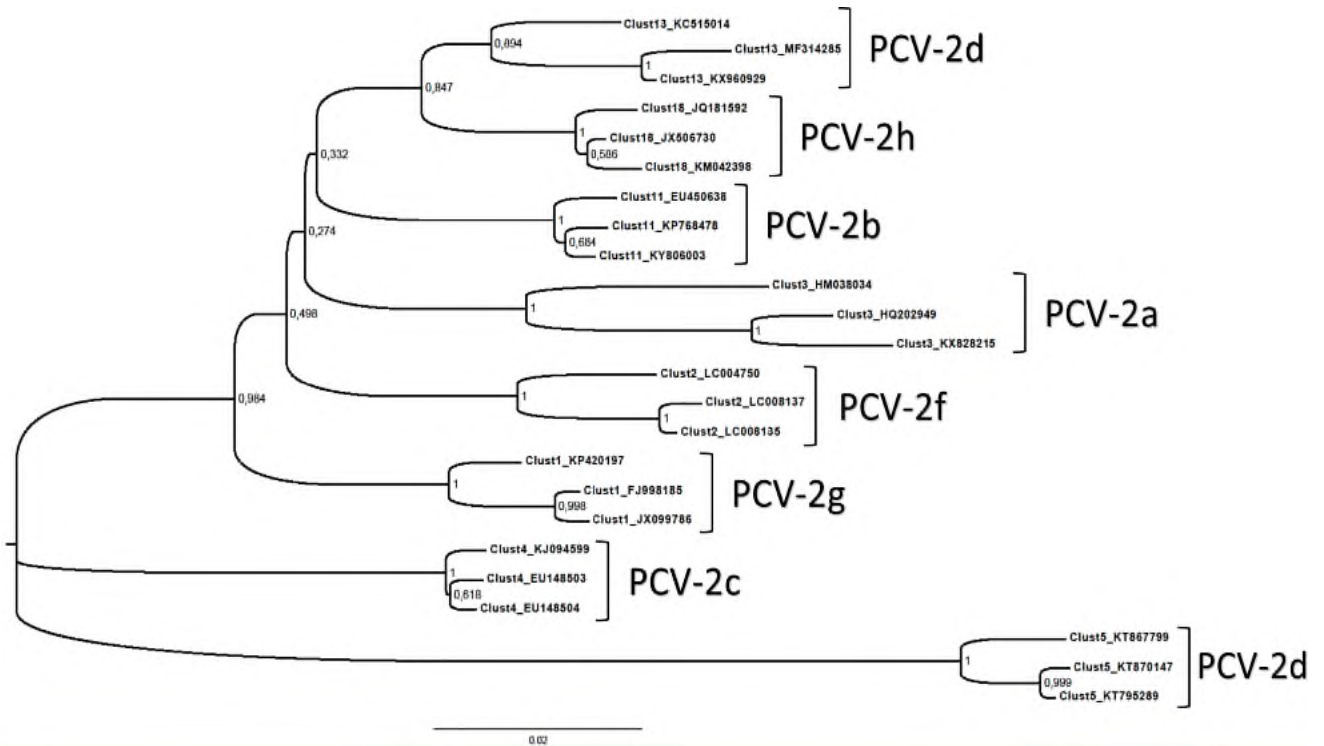 Clust13_KC515014
0,894
Clust13_MF314285
1
Clust13_KX960929
PCV-2d
0,847
Clust18_JQ181592
1
Clust18_JX506730
0,586
Clust18_KM042398
PCV-2h
0,332
Clust11_EU450638
1
Clust11_KP768478
0,684
Clust11_KY806003
PCV-2b
0,274
Clust3_HM038034
1
Clust3_HQ202949
1
Clust3_KX828215
PCV-2a
0,498
Clust2_LC004750
1
Clust2_LC008137
1
Clust2_LC008135
PCV-2f
0,984
Clust1_KP420197
1
Clust1_FJ998185
0,998
Clust1_JX099786
PCV-2g
Clust4_KJ094599
1
Clust4_EU148503
0,618
Clust4_EU148504
PCV-2c
Clust5_KT867799
1
Clust5_KT870147
0,999
Clust5_KT795289
PCV-2d
0.02